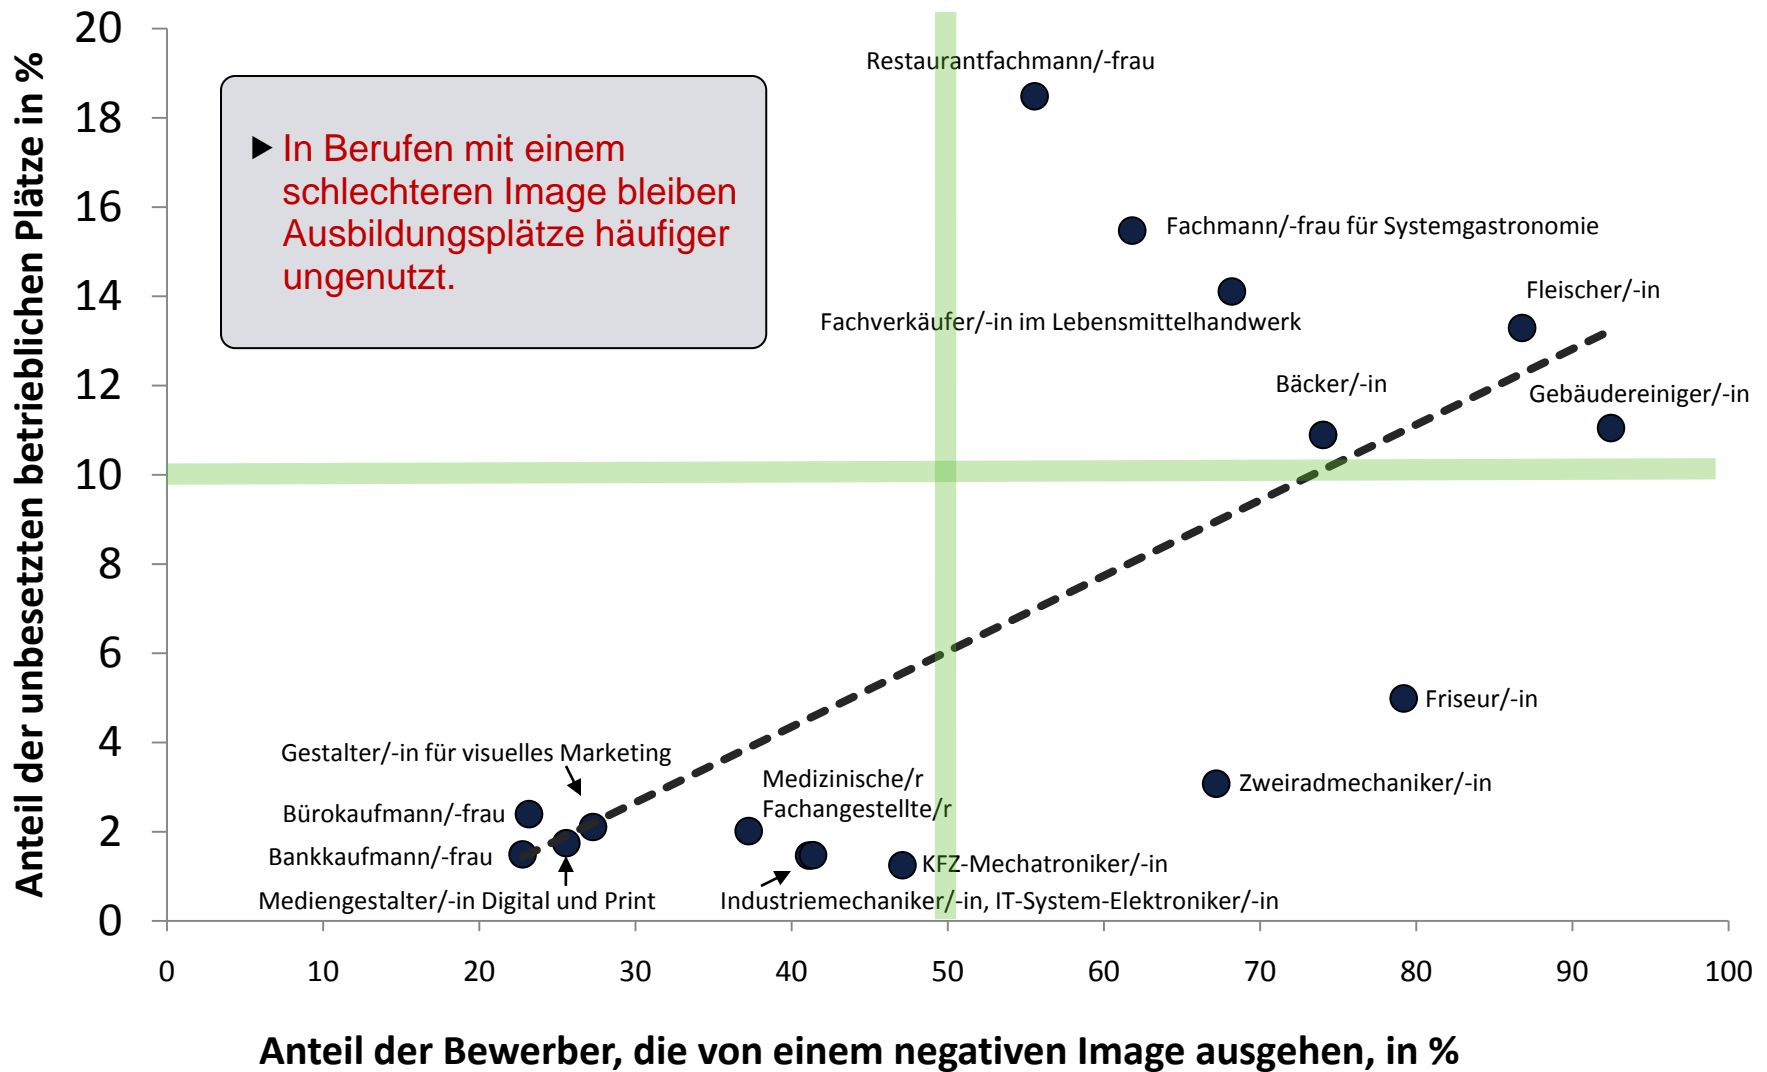 Anteil der unbesetzten betrieblichen Plätze in %
20
18
16
14
12
10
8
6
4
2
0
► In Berufen mit einem
schlechteren Image bleiben
Ausbildungsplätze häufiger
ungenutzt.
Restaurantfachmann/-frau
Fachmann/-frau für Systemgastronomie
Fleischer/-in
Fachverkäufer/-in im Lebensmittelhandwerk
Bäcker/-in
Gebäudereiniger/-in
Friseur/-in
Gestalter/-in für visuelles Marketing
Medizinische/r
Fachangestellte/r
Zweiradmechaniker/-in
Bürokaufmann/-frau
Bankkaufmann/-frau
KFZ-Mechatroniker/-in
Mediengestalter/-in Digital und Print
Industriemechaniker/-in, IT-System-Elektroniker/-in
0 10 20 30 40 50 60 70 80 90 100
Anteil der Bewerber, die von einem negativen Image ausgehen, in %